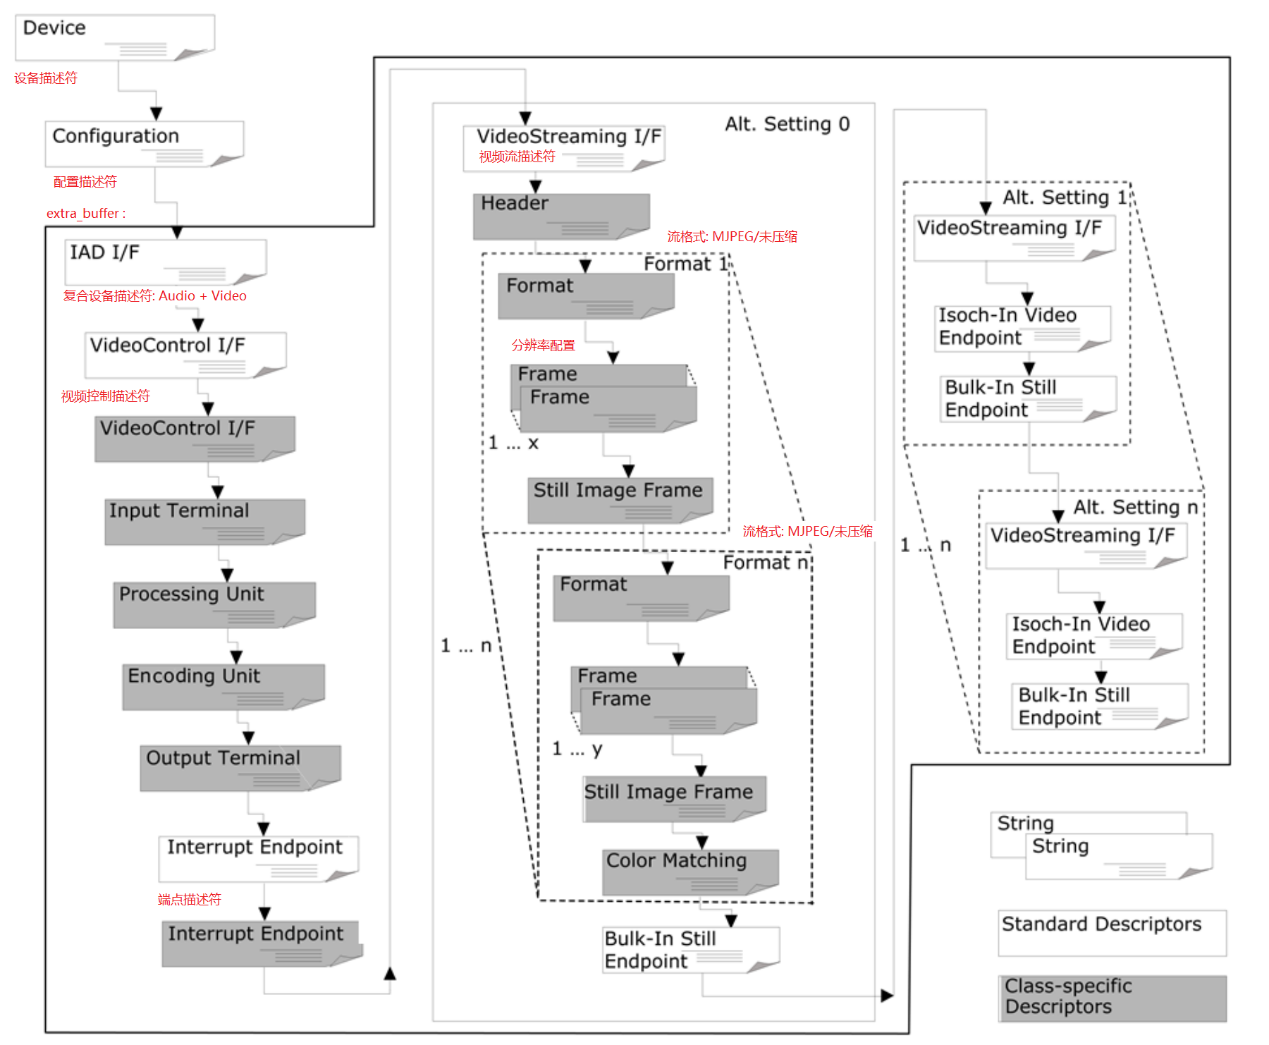 Device
设备描述符
Configuration
配置描述符
extra_buffer :
IAD I/F
复合设备描述符: Audio + Video
VideoControl I/F
视频控制描述符
VideoControl I/F
Input Terminal
Processing Unit
Encoding Unit
Output Terminal
Interrupt Endpoint
端点描述符
Interrupt Endpoint
Alt. Setting 0
VideoStreaming I/F
视频流描述符
Header
流格式: MJPEG/未压缩
Format 1
Format
分辨率配置
Frame
Frame
1 ... x
Still Image Frame
流格式: MJPEG/未压缩
Format n
Format
1 ... n
Frame
Frame
1 ... y
Still Image Frame
Color Matching
Bulk-In Still
Endpoint
Alt. Setting 1
VideoStreaming I/F
Isoch-In Video
Endpoint
Bulk-In Still
Endpoint
Alt. Setting n
VideoStreaming I/F
1 ... n
Isoch-In Video
Endpoint
Bulk-In Still
Endpoint
String
String
Standard Descriptors
Class-specific
Descriptors